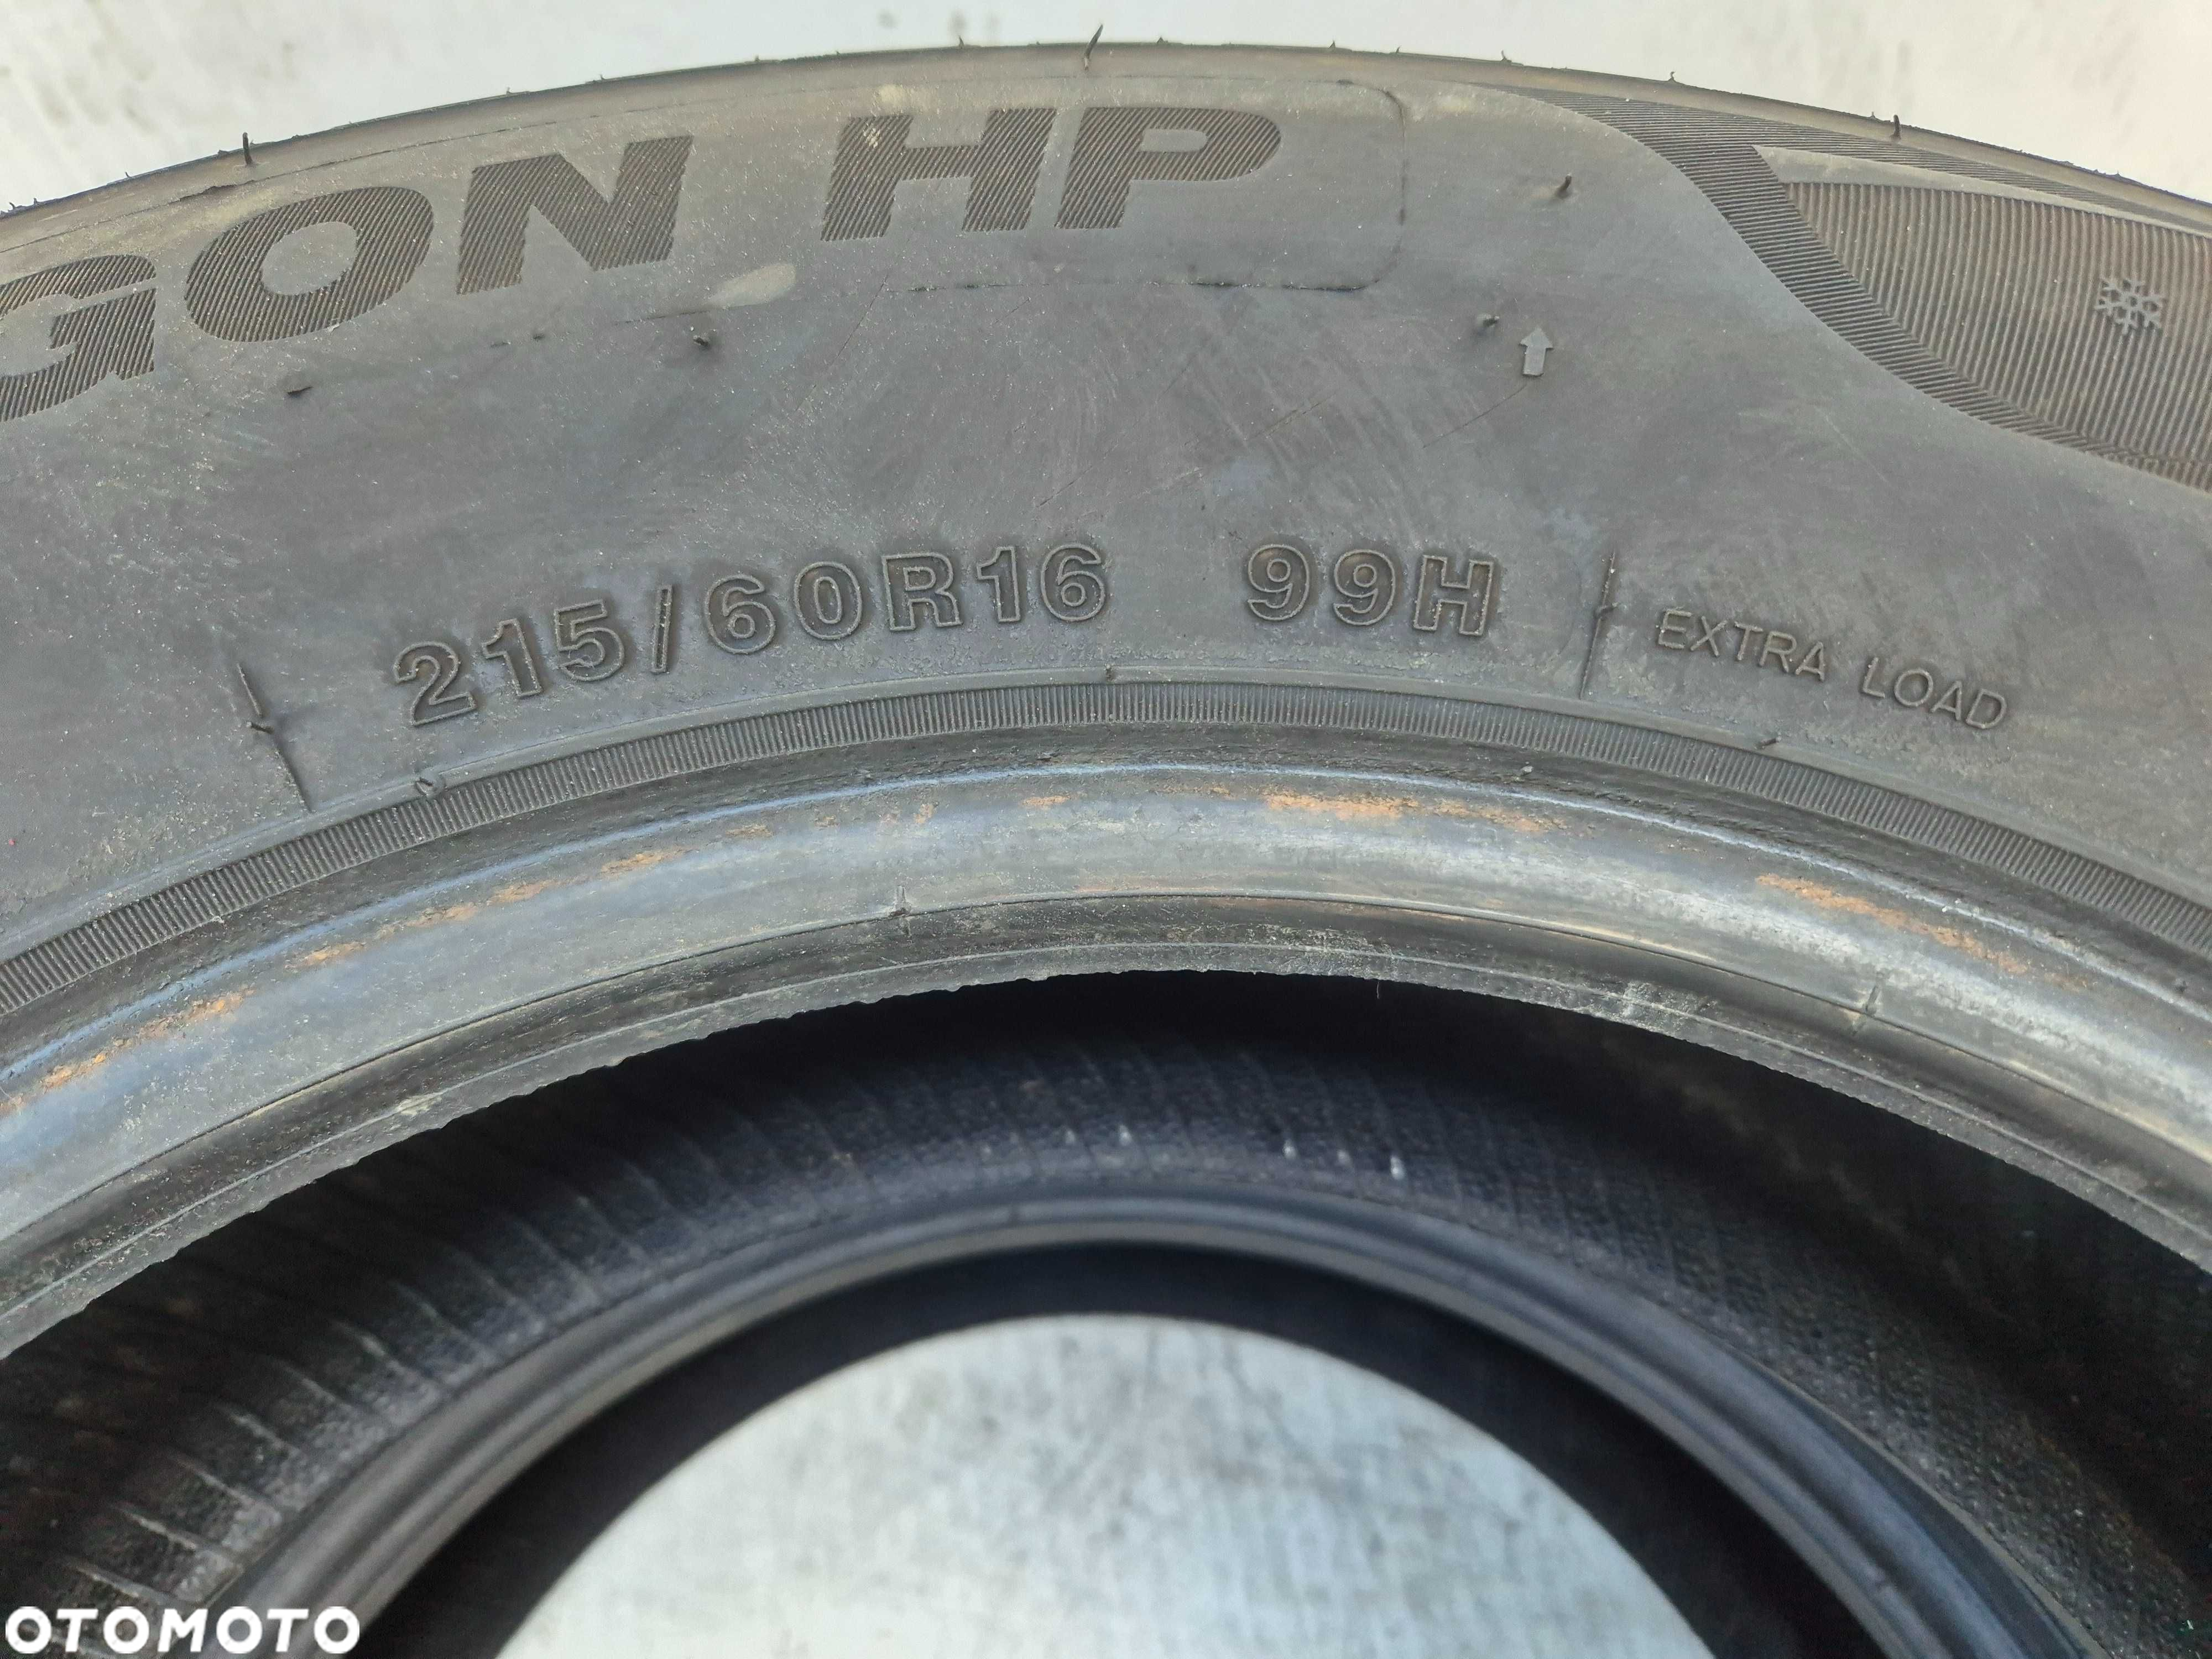 GON HP
215/60R16 99H EXTRA LOAD
OTOMOTO